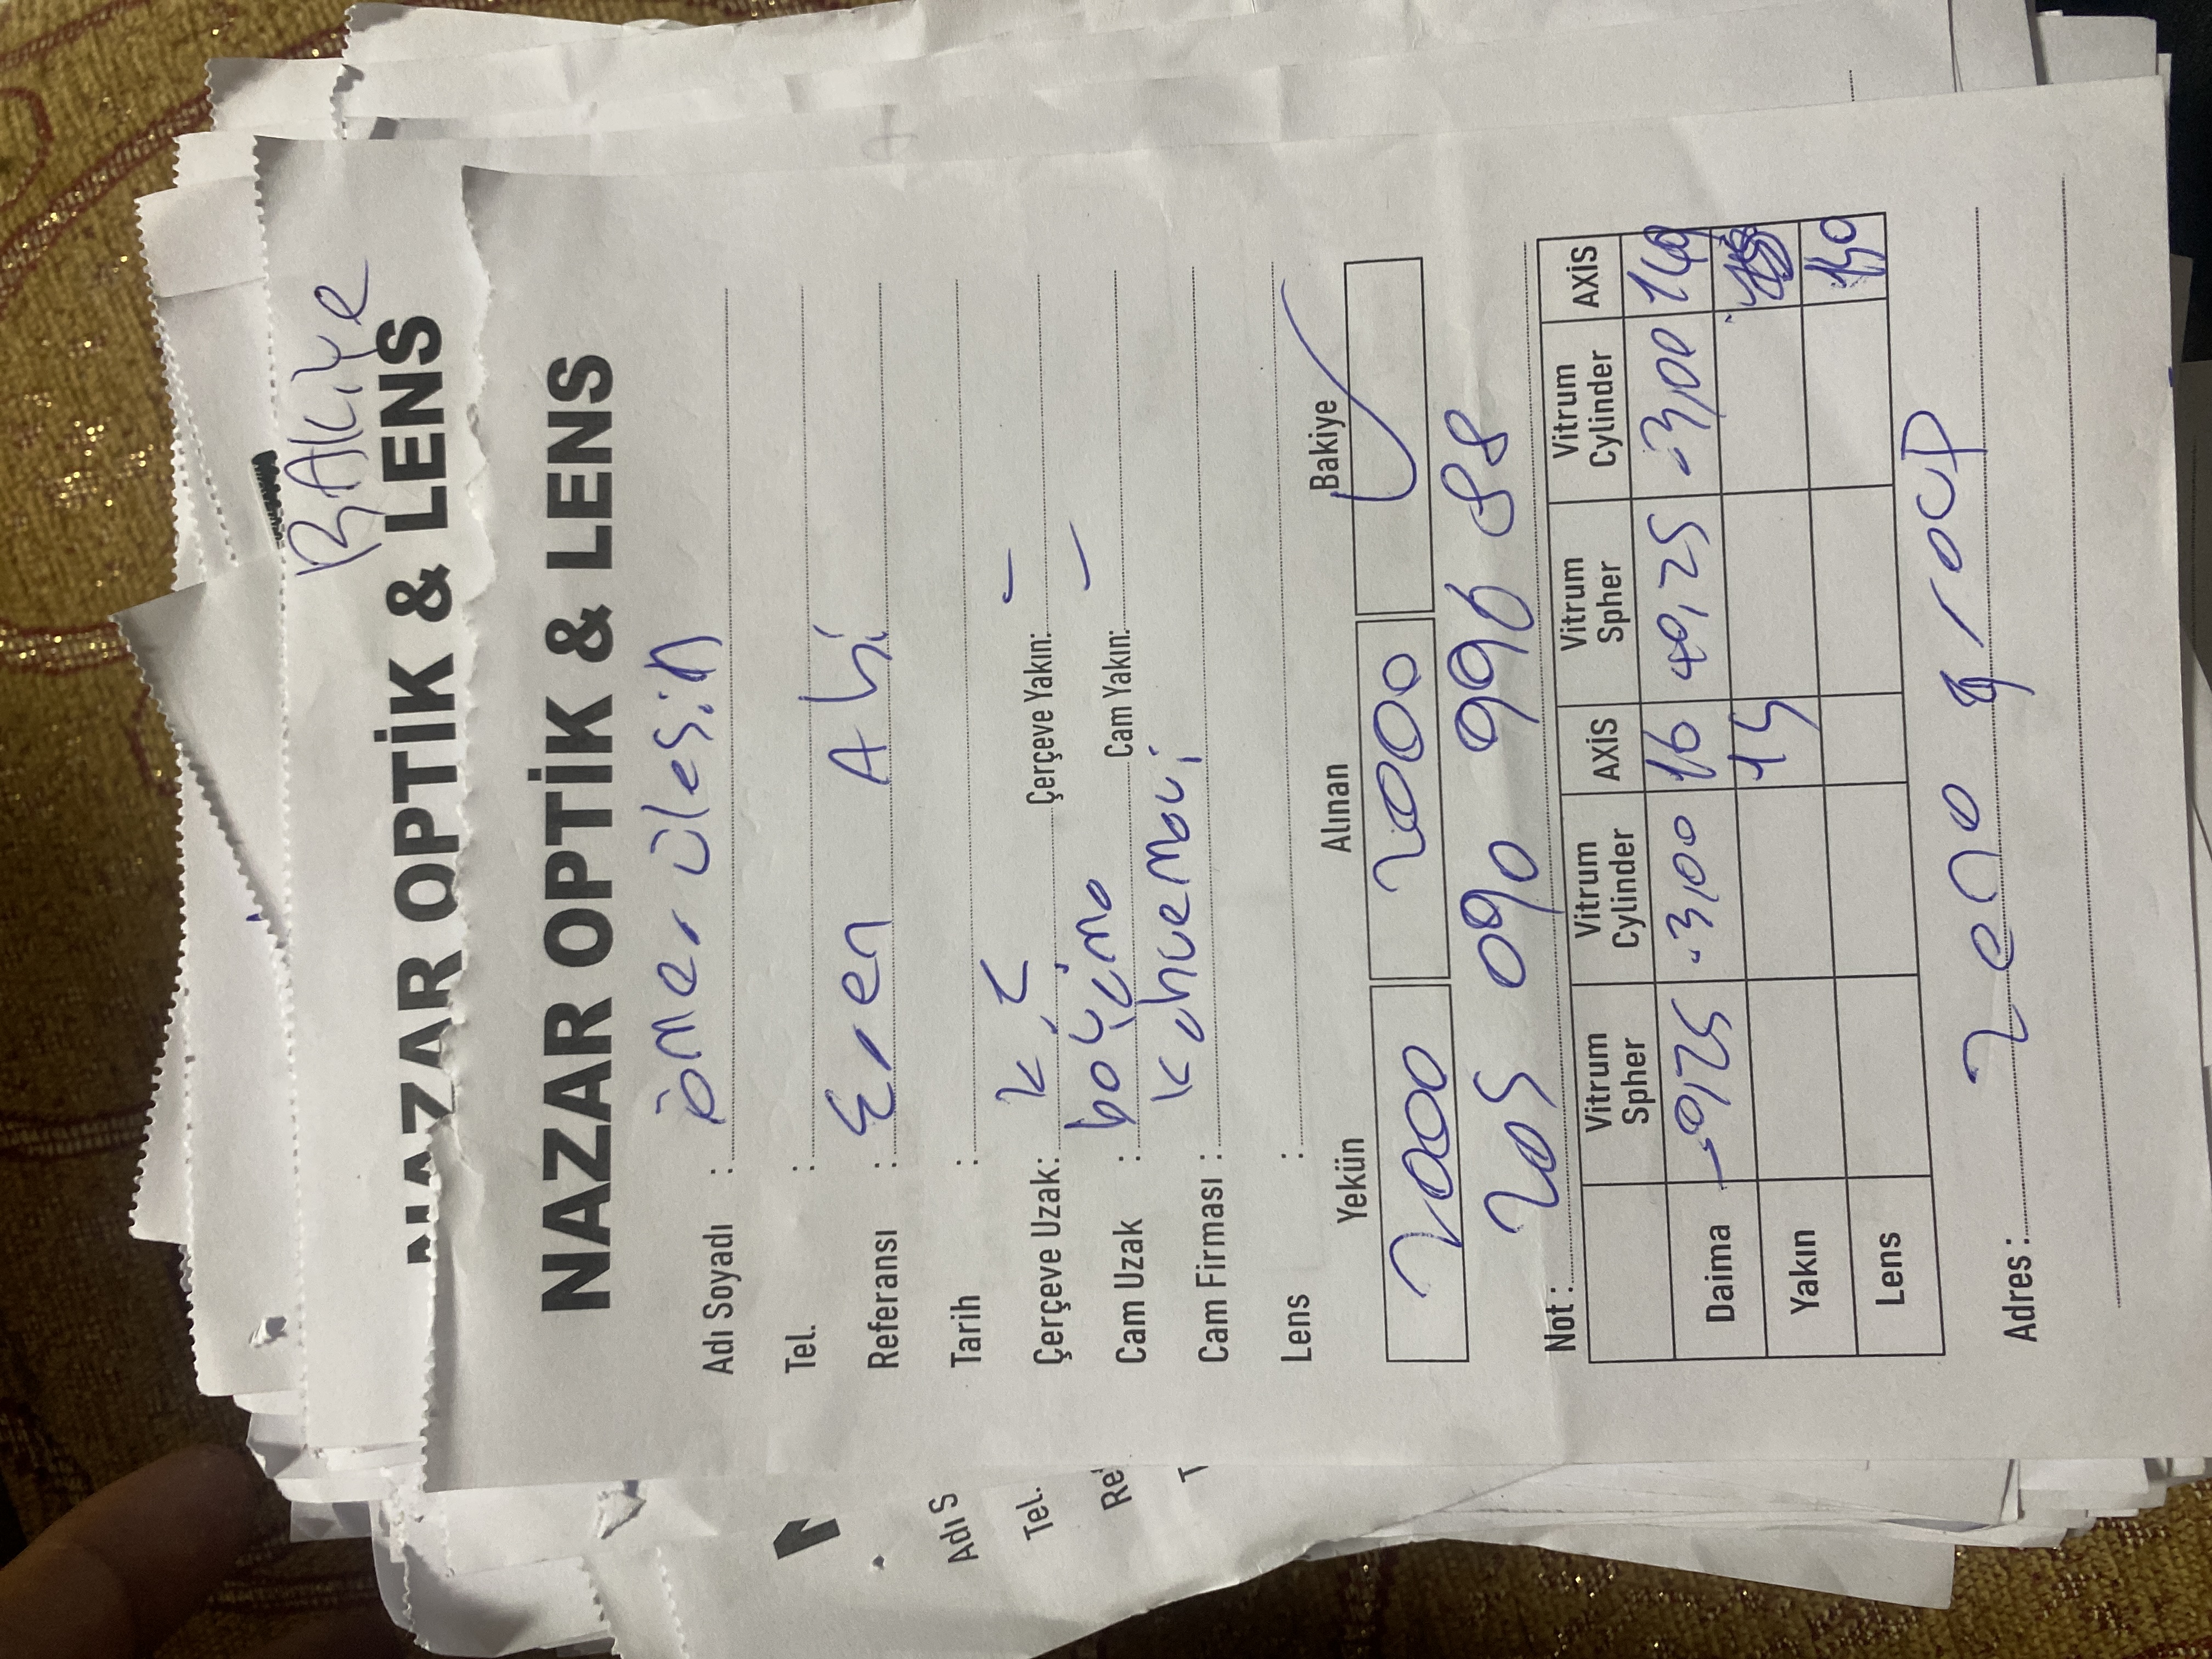 BAKiye
NAZAR OPTİK & LENS
NAZAR OPTİK & LENS
Adı Soyadı : ömer ülesin
Tel. :
Referansı : Eren Abi
Tarih :
Çerçeve Uzak: K.Ç Çerçeve Yakın: -
Cam Uzak : Cam Yakın: -
Cam Firması : Kahvemavi
Lens :
Yekün Alınan Bakiye
2000 2000 ✓
Not : 205 090 996 88
Vitrum Spher Vitrum Cylinder AXİS Vitrum Spher Vitrum Cylinder AXİS
Daima -0,25 -3,00 16 +0,25 -3,00 149
Yakın 15
Lens 150
Adres : zeno group
N
Adı S
Tel.
Re
T